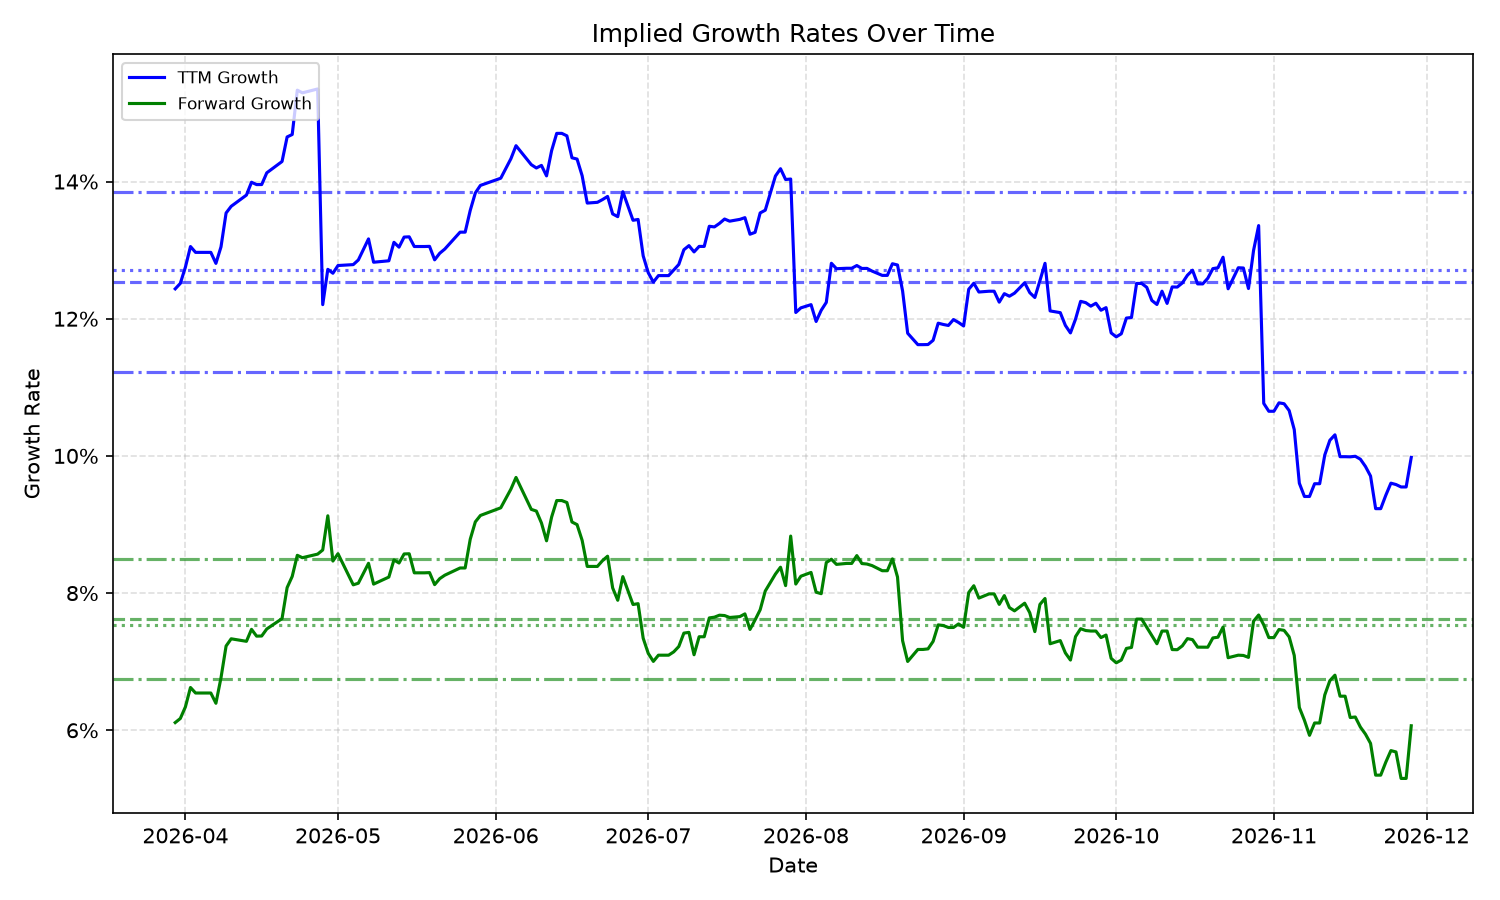 Implied Growth Rates Over Time
TTM Growth
Forward Growth
14%
12%
10%
8%
6%
Growth Rate
2026-04 2026-05 2026-06 2026-07 2026-08 2026-09 2026-10 2026-11 2026-12
Date